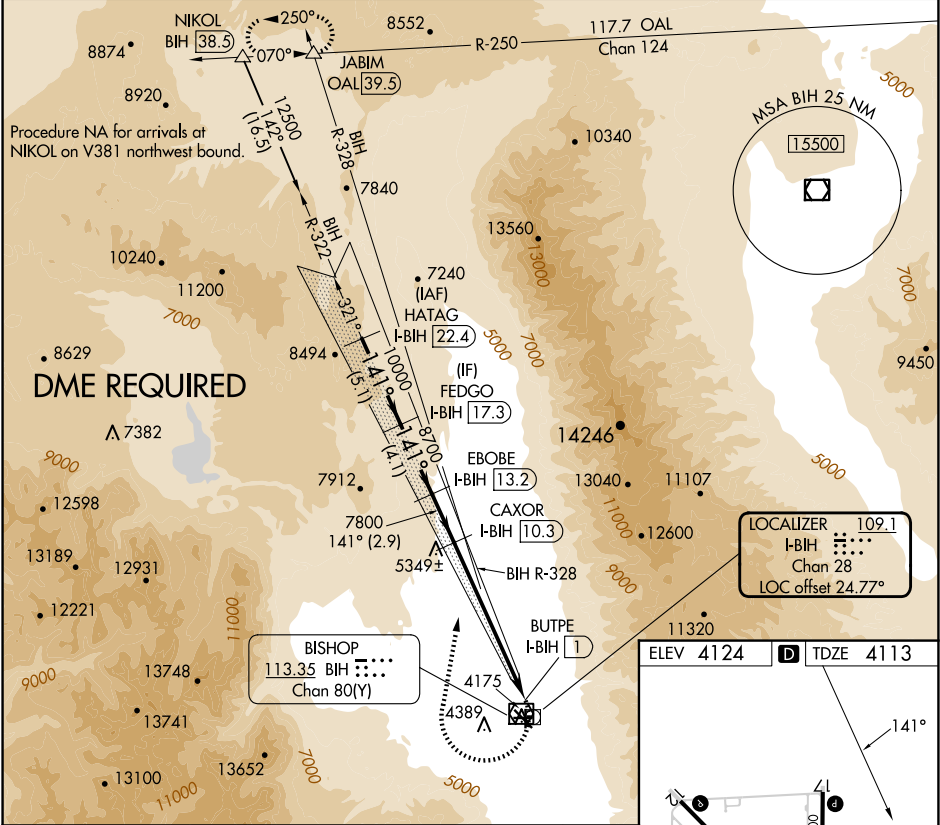 NIKOL
BIH 38.5
250°
070°
8552
R-250
117.7 OAL
Chan 124
8874
JABIM
OAL 39.5
8920
5000
MSA BIH 25 NM
15500
Procedure NA for arrivals at
NIKOL on V381 northwest bound.
12500
142°
(16.5)
BIH
R-328
10340
7840
BIH
R-322
13560
13000
10240
11200
7000
7240
(IAF)
HATAG
I-BIH 22.4
7000
321°
5000
7000
8629
8494
141°
(5.1)
10000
9450
DME REQUIRED
(IF)
FEDGO
I-BIH 17.3
7382
141°
(4.1)
8700
14246
9000
EBOBE
I-BIH 13.2
5000
12598
7912
13040
11107
CAXOR
I-BIH 10.3
11000
7800
141° (2.9)
12600
13189
5349±
LOCALIZER 109.1
I-BIH
Chan 28
LOC offset 24.77°
12931
BIH R-328
9000
12221
11000
11320
BUTPE
I-BIH 1
BISHOP
113.35 BIH
Chan 80(Y)
ELEV 4124
D
TDZE 4113
9000
13748
4175
4389
141°
13741
13652
7000
13100
11000
5000
12
R
17
P